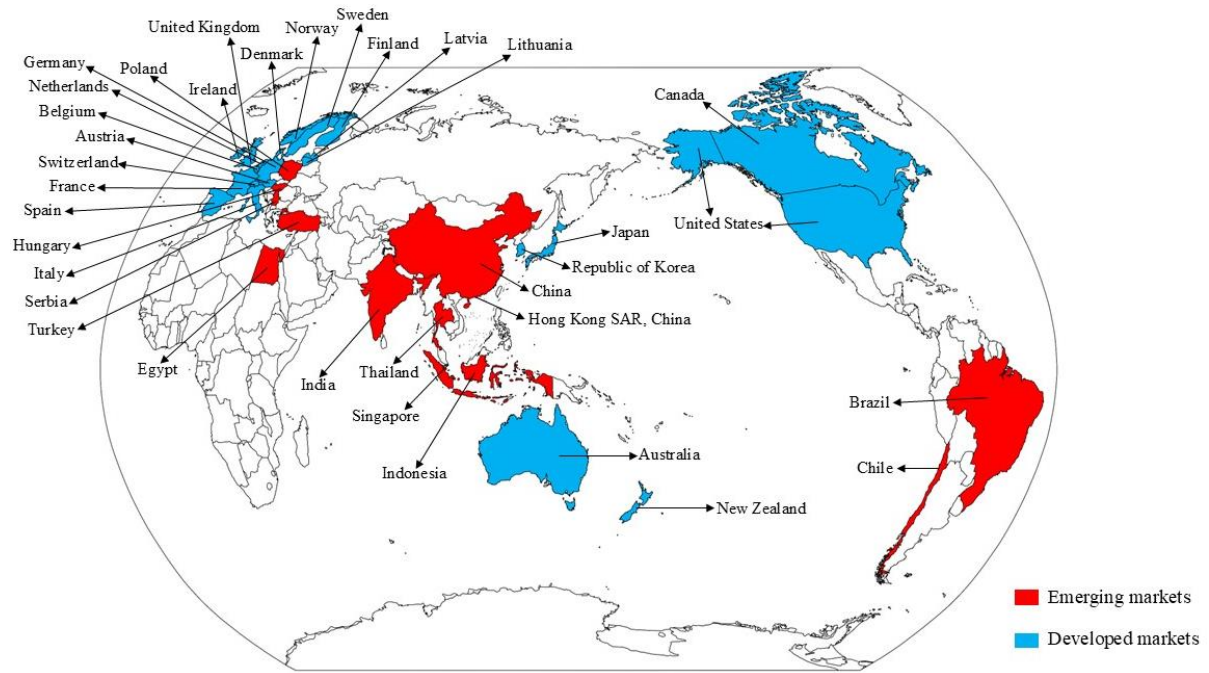 Sweden
United Kingdom
Norway
Latvia
Denmark
Finland
Lithuania
Germany
Poland
Netherlands
Ireland
Belgium
Austria
Switzerland
France
Spain
Hungary
Italy
Serbia
Turkey
Egypt
India
Thailand
Singapore
Indonesia
Canada
United States
Japan
Republic of Korea
China
Hong Kong SAR, China
Australia
New Zealand
Brazil
Chile
Emerging markets
Developed markets